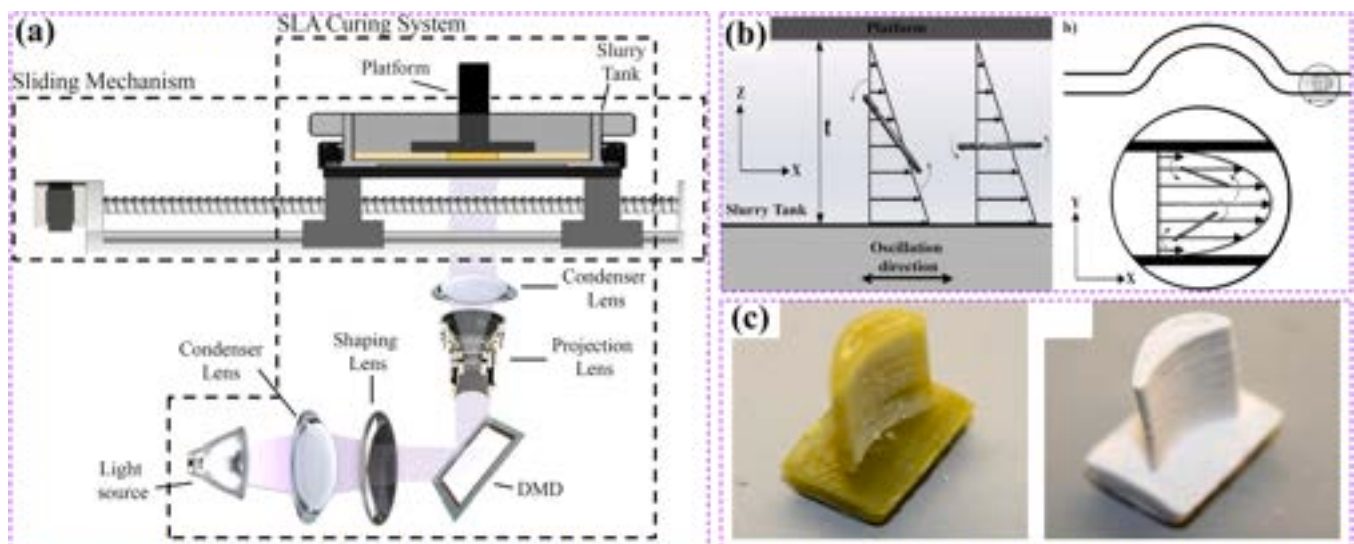 (a)
SLA Curing System
Platform
Slurry
Tank
Sliding Mechanism
Condenser
Lens
Projection
Lens
Condenser
Lens
Shaping
Lens
Light
source
DMD
(b)
Platform
Z
X
t
Slurry Tank
Oscillation
direction
b)
Y
X
(c)